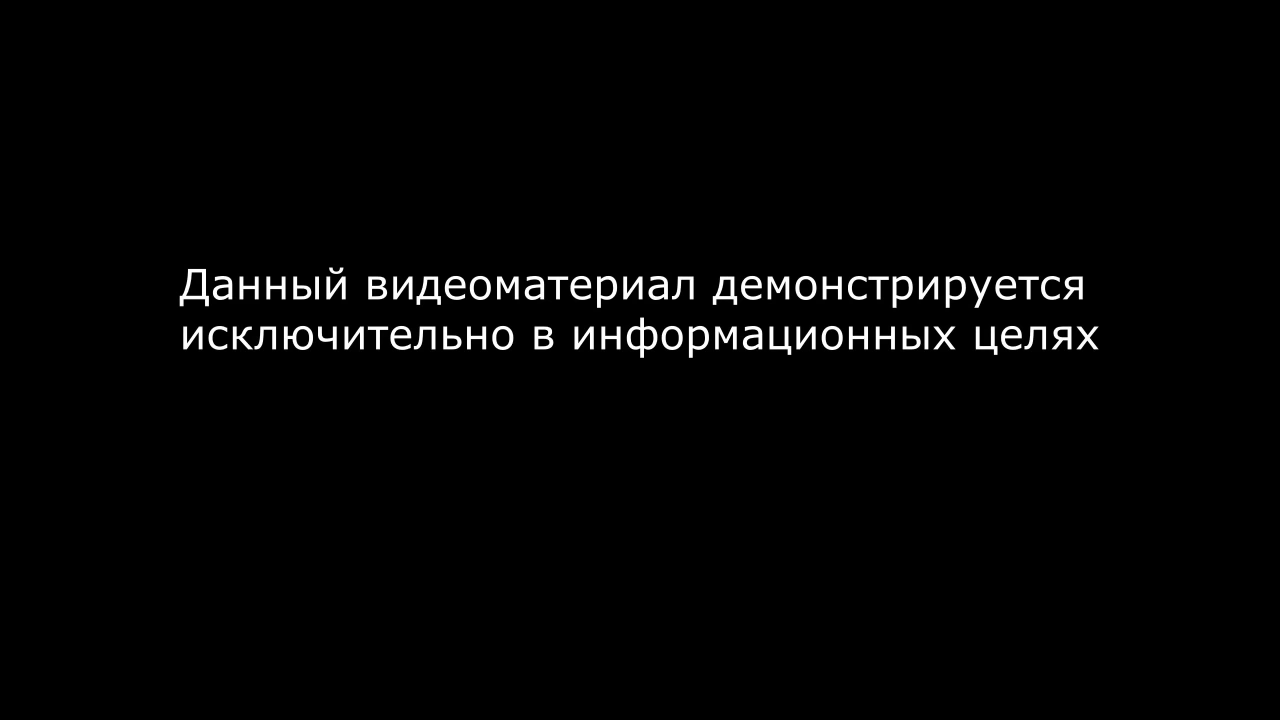 Данный видеоматериал демонстрируется
исключительно в информационных целях